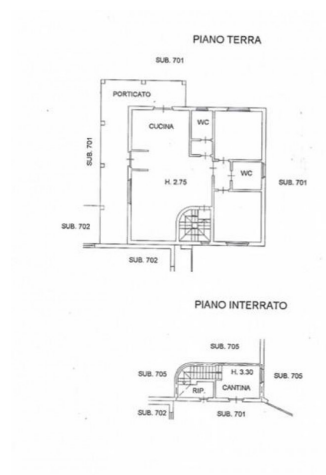 PIANO TERRA
SUB. 701
PORTICATO
CUCINA
WC
SUB. 701
H. 2.75
WC
SUB. 701
SUB. 702
SUB. 702
PIANO INTERRATO
SUB. 705
SUB. 705
H. 3.30
SUB. 705
RIP.
CANTINA
SUB. 702
SUB. 701